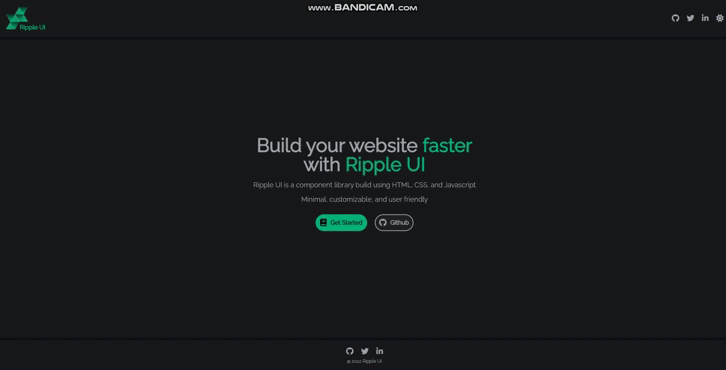 www.BANDICAM.com
Ripple UI
Build your website faster
with Ripple UI
Ripple UI is a component library build using HTML, CSS, and Javascript
Minimal, customizable, and user friendly
Get Started
Github
© 2022 Ripple UI